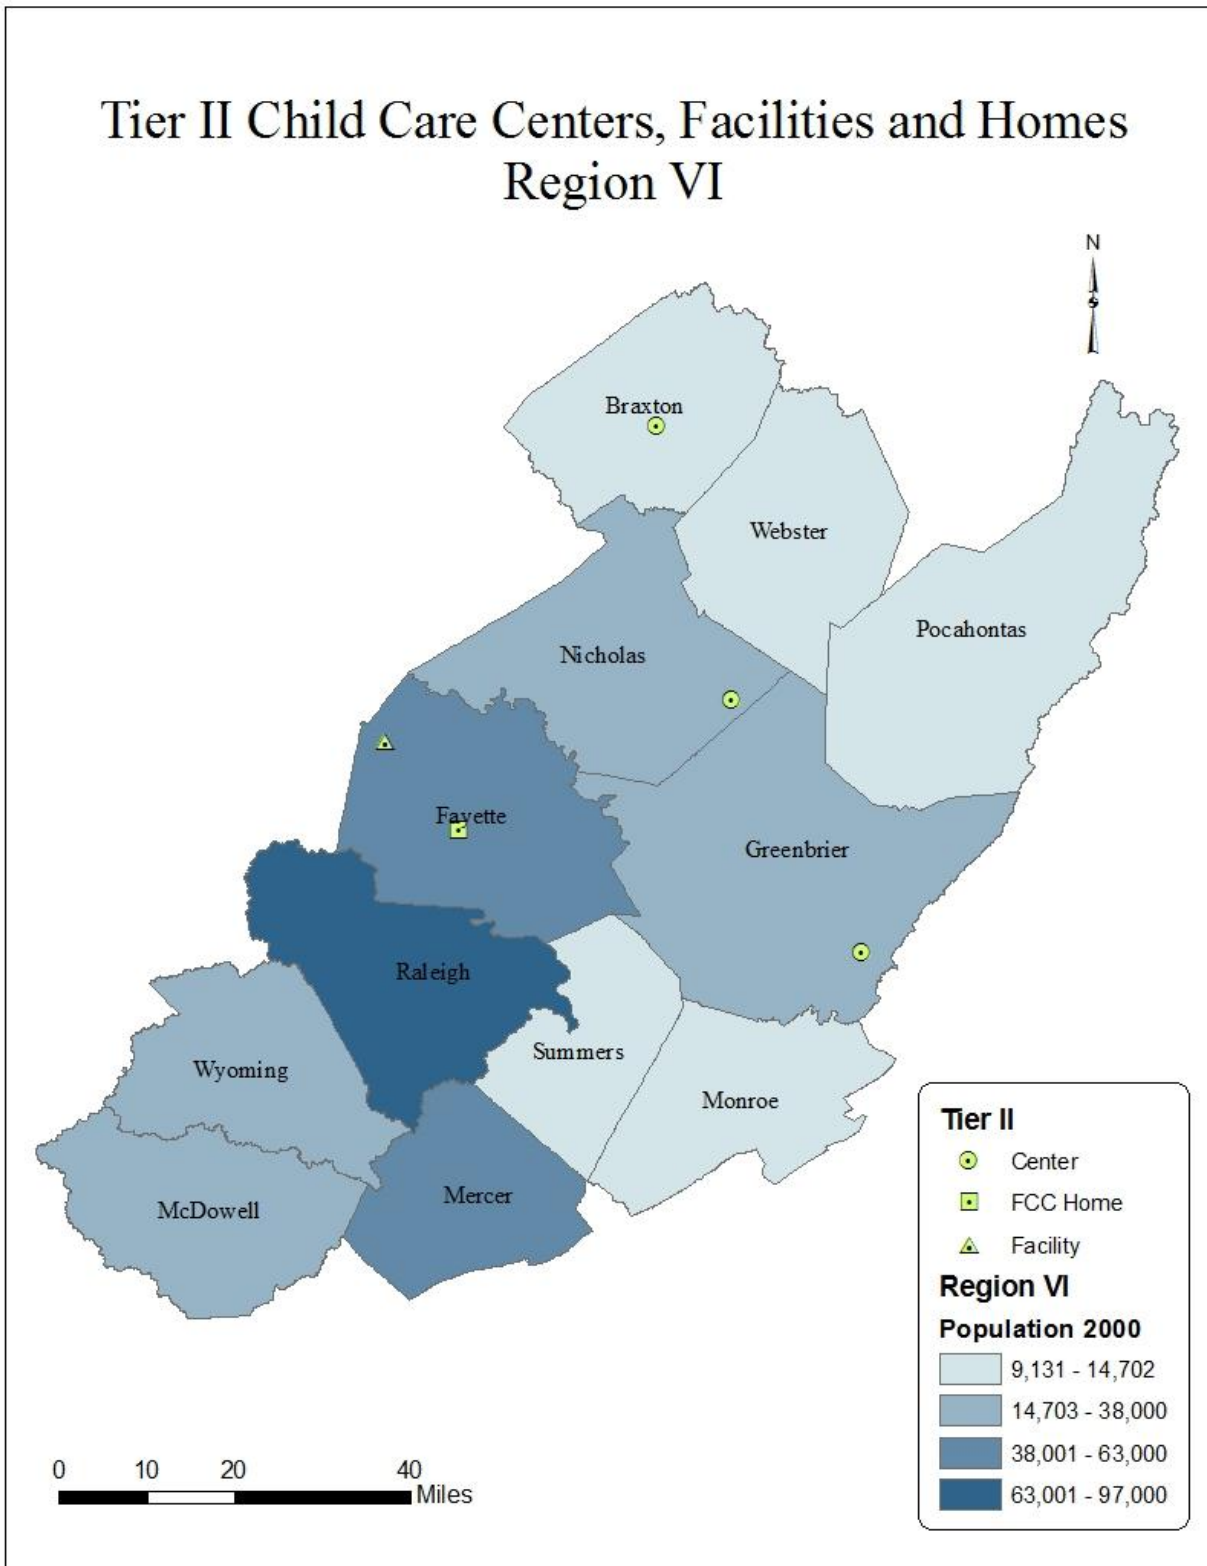 Tier II Child Care Centers, Facilities and Homes
Region VI
N
Braxton
Webster
Pocahontas
Nicholas
Fayette
Greenbrier
Raleigh
Summers
Wyoming
Monroe
Mercer
McDowell
Tier II
Center
FCC Home
Facility
Region VI
Population 2000
9,131 - 14,702
14,703 - 38,000
38,001 - 63,000
63,001 - 97,000
0 10 20 40
Miles